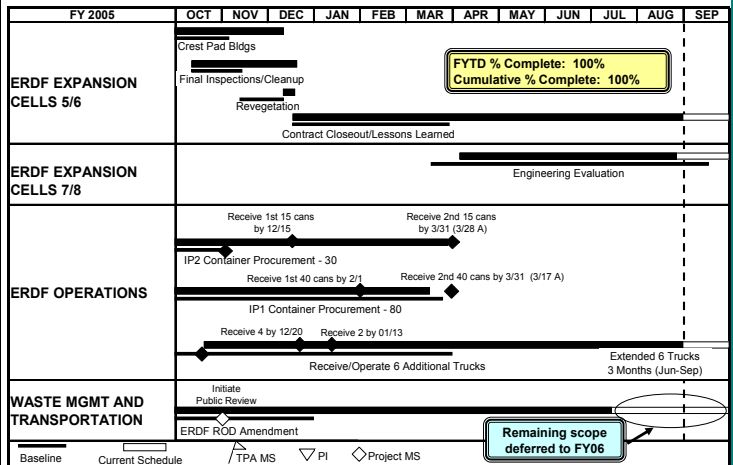 FY 2005 OCT NOV DEC JAN FEB MAR APR MAY JUN JUL AUG SEP
Crest Pad Bldgs
FYTD % Complete: 100%
Cumulative % Complete: 100%
ERDF EXPANSION
CELLS 5/6
Final Inspections/Cleanup
Revegetation
Contract Closeout/Lessons Learned
ERDF EXPANSION
CELLS 7/8
Engineering Evaluation
Receive 1st 15 cans
by 12/15
Receive 2nd 15 cans
by 3/31 (3/28 A)
IP2 Container Procurement - 30
ERDF OPERATIONS
Receive 1st 40 cans by 2/1
Receive 2nd 40 cans by 3/31 (3/17 A)
IP1 Container Procurement - 80
Receive 4 by 12/20
Receive 2 by 01/13
Receive/Operate 6 Additional Trucks
Extended 6 Trucks
3 Months (Jun-Sep)
WASTE MGMT AND
TRANSPORTATION
Initiate
Public Review
ERDF ROD Amendment
Remaining scope
deferred to FY06
Baseline
Current Schedule
TPA MS
PI
Project MS